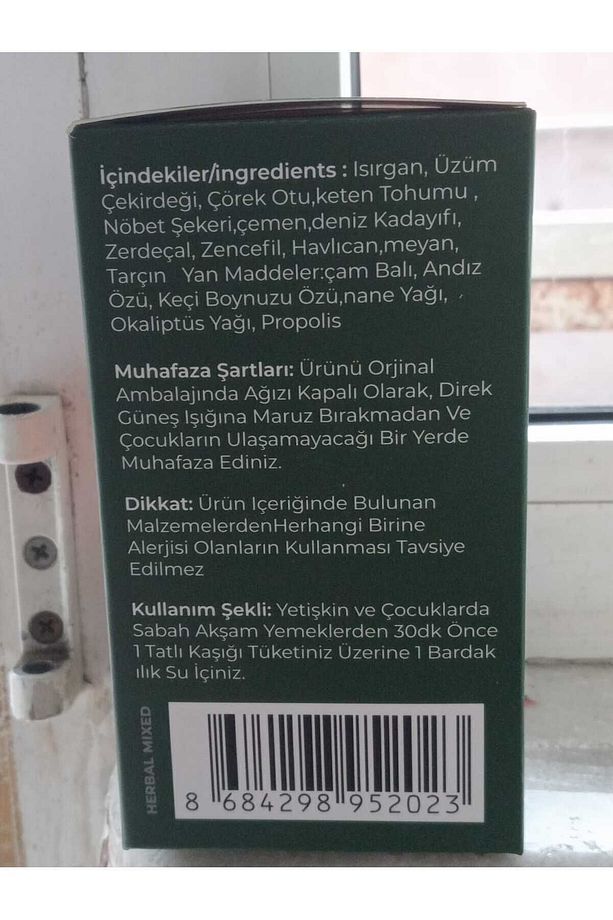 İçindekiler/ingredients : Isırgan, Üzüm
Çekirdeği, Çörek Otu,keten Tohumu ,
Nöbet Şekeri,çemen,deniz Kadayıfı,
Zerdeçal, Zencefil, Havlıcan,meyan,
Tarçın Yan Maddeler:çam Balı, Andız
Özü, Keçi Boynuzu Özü,nane Yağı,
Okaliptüs Yağı, Propolis
Muhafaza Şartları: Ürünü Orjinal
Ambalajında Ağızı Kapalı Olarak, Direk
Güneş Işığına Maruz Bırakmadan Ve
Çocukların Ulaşamayacağı Bir Yerde
Muhafaza Ediniz.
Dikkat: Ürün Içeriğinde Bulunan
MalzemelerdenHerhangi Birine
Alerjisi Olanların Kullanması Tavsiye
Edilmez
Kullanım Şekli: Yetişkin ve Çocuklarda
Sabah Akşam Yemeklerden 30dk Önce
1 Tatlı Kaşığı Tüketiniz Üzerine 1 Bardak
ılık Su İçiniz.
HERBAL MIXED
8 684298 952023